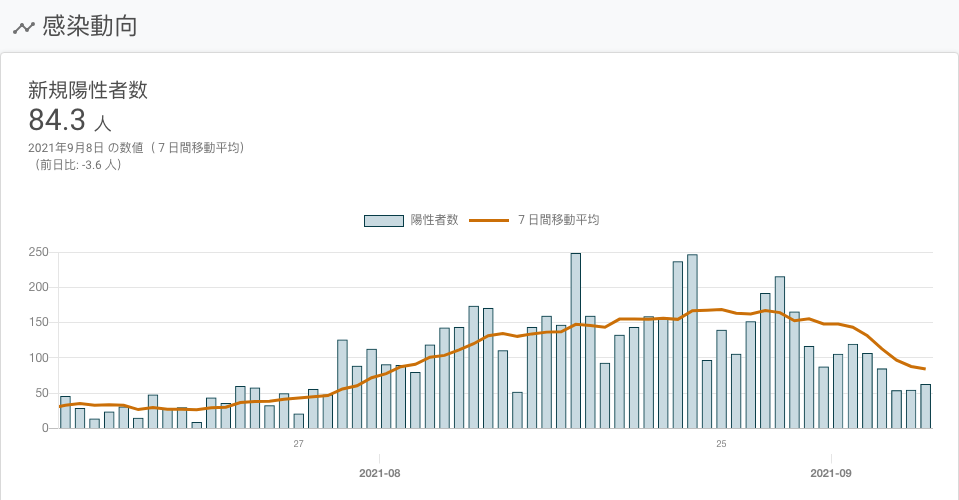 感染動向
新規陽性者数
84.3 人
2021年9月8日 の数値（７日間移動平均）
（前日比: -3.6 人）
陽性者数 ７日間移動平均
250
200
150
100
50
0
27 25
2021-08 2021-09